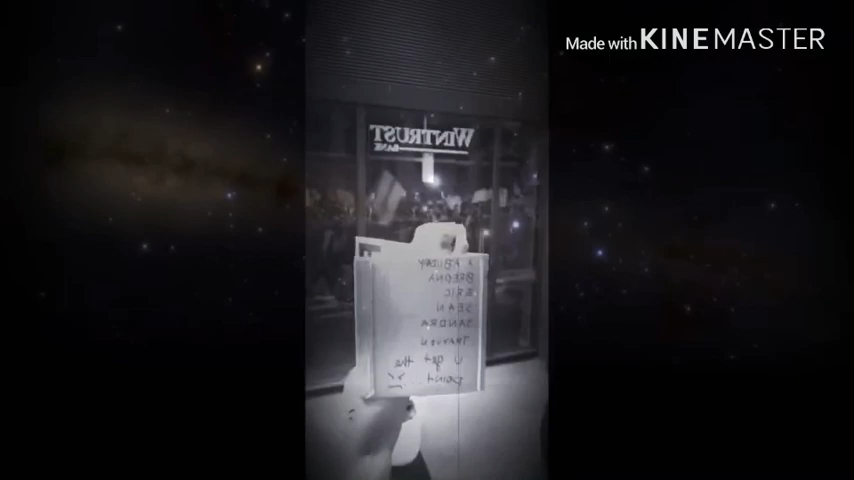 Made with KINEMASTER
WINTRUST
BANK
BREONA
ERIC
SEAN
SANDRA
TRAYVON
U get the
point...